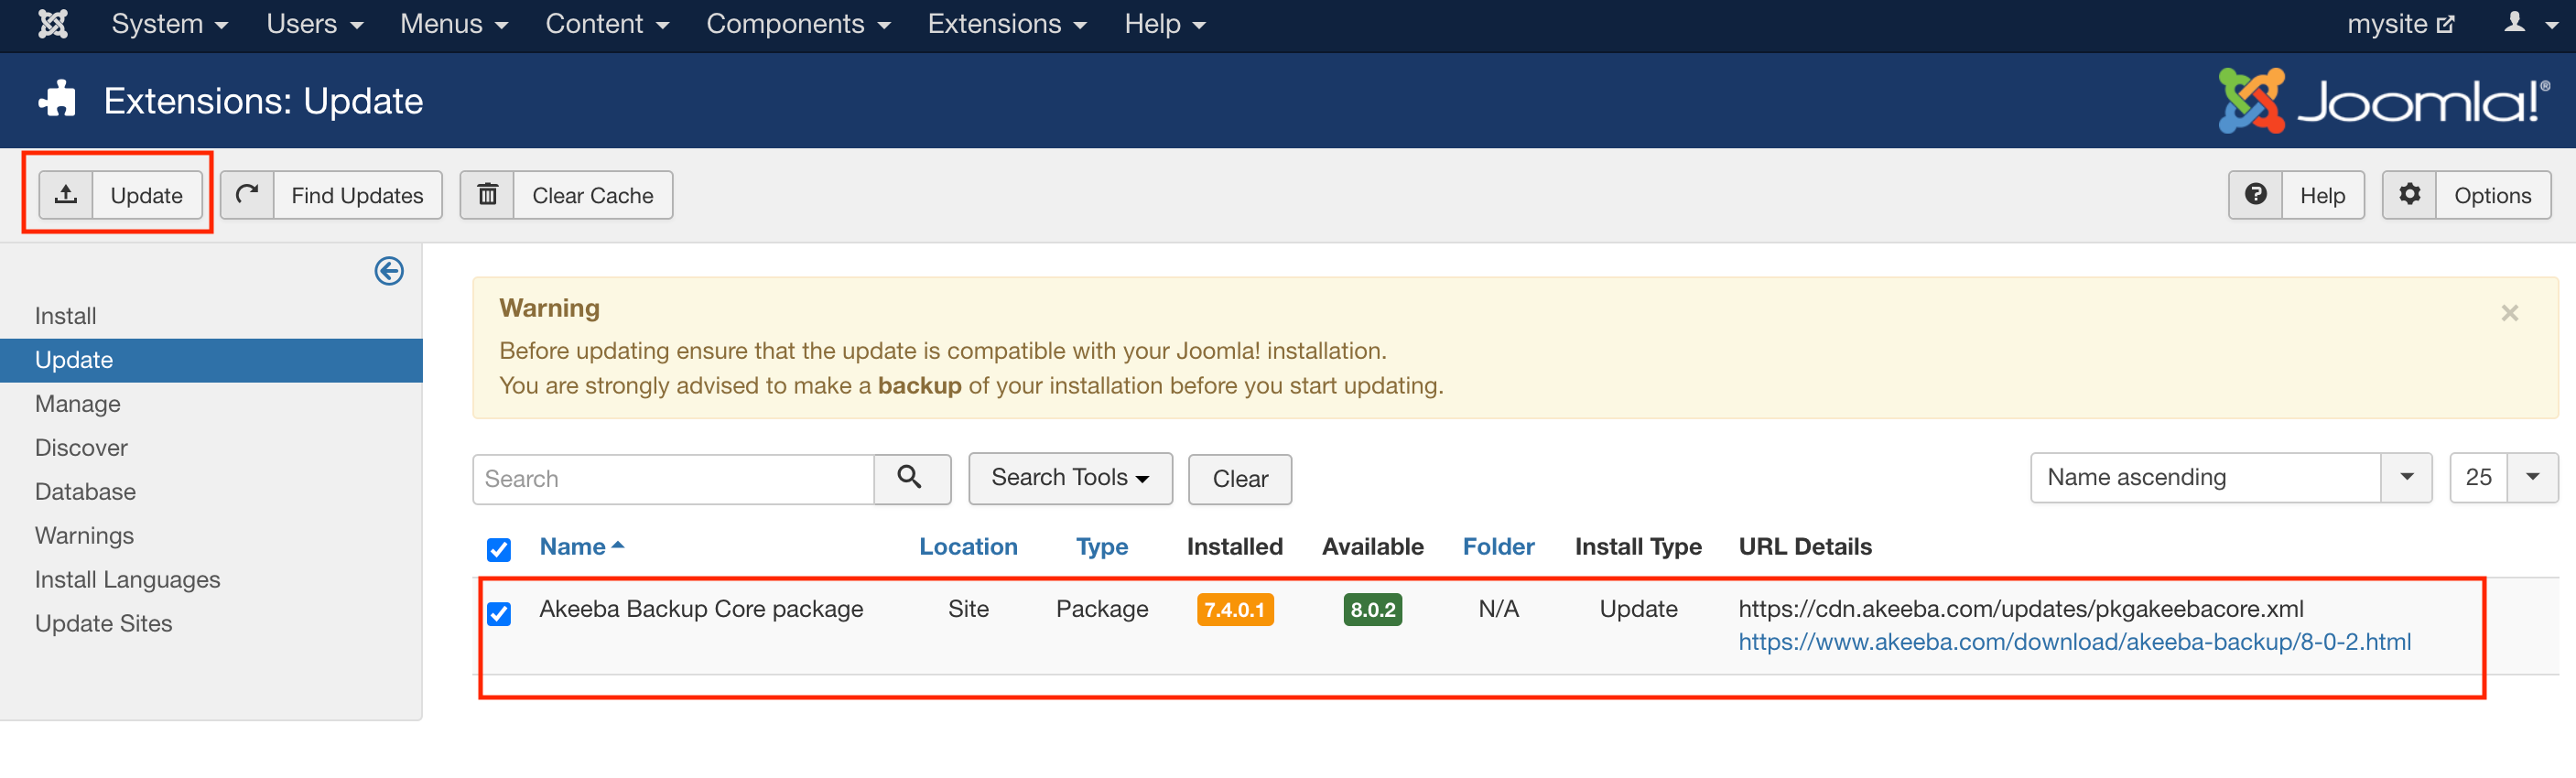 System Users Menus Content Components Extensions Help mysite
Extensions: Update Joomla!®
Update Find Updates Clear Cache Help Options
Install
Update
Manage
Discover
Database
Warnings
Install Languages
Update Sites
Warning
×
Before updating ensure that the update is compatible with your Joomla! installation.
You are strongly advised to make a backup of your installation before you start updating.
Search Search Tools Clear Name ascending 25
Name Location Type Installed Available Folder Install Type URL Details
Akeeba Backup Core package Site Package 7.4.0.1 8.0.2 N/A Update https://cdn.akeeba.com/updates/pkgakeebacore.xml
https://www.akeeba.com/download/akeeba-backup/8-0-2.html